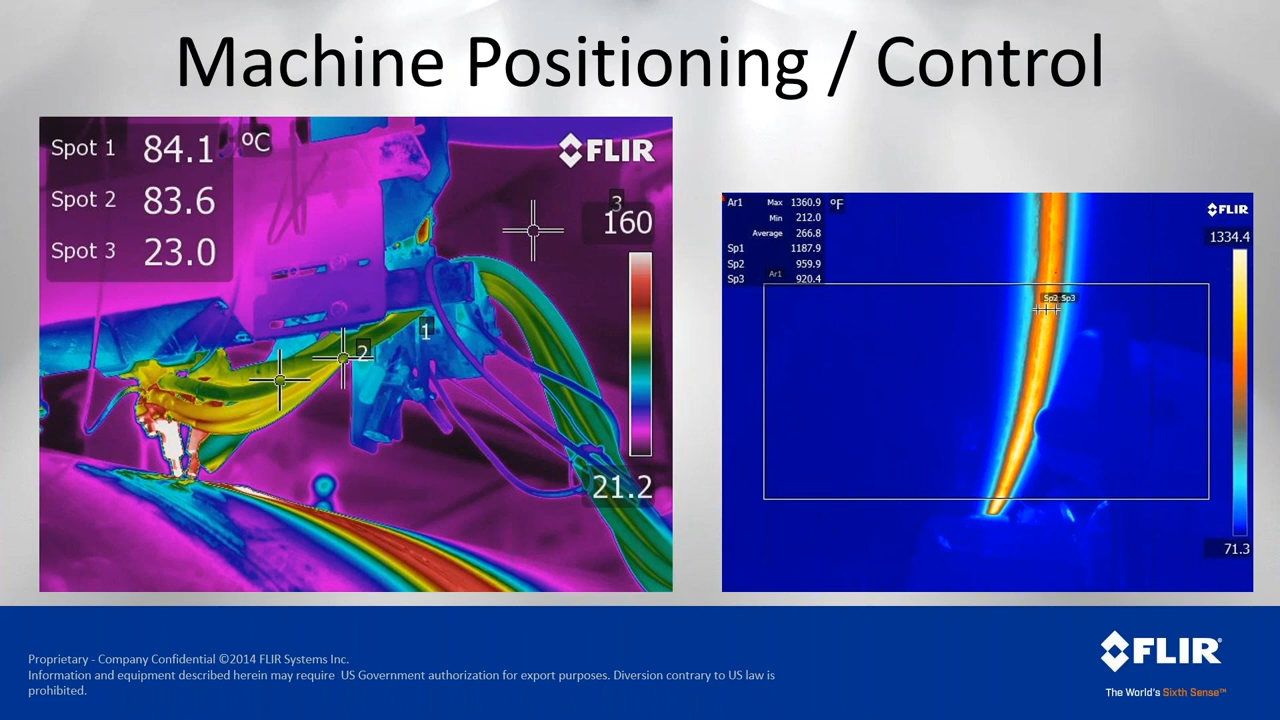 Machine Positioning / Control
Spot 1 84.1 ºC
Spot 2 83.6
Spot 3 23.0
FLIR
3
160
1
2
21.2
Ar1 Max 1360.9 ºF
Min 212.0
Average 266.8
Sp1 1187.9
Sp2 959.9
Sp3 920.4
Ar1
FLIR
1334.4
Sp2 Sp3
71.3
Proprietary - Company Confidential ©2014 FLIR Systems Inc.
Information and equipment described herein may require US Government authorization for export purposes. Diversion contrary to US law is
prohibited.
FLIR®
The World's Sixth Sense™